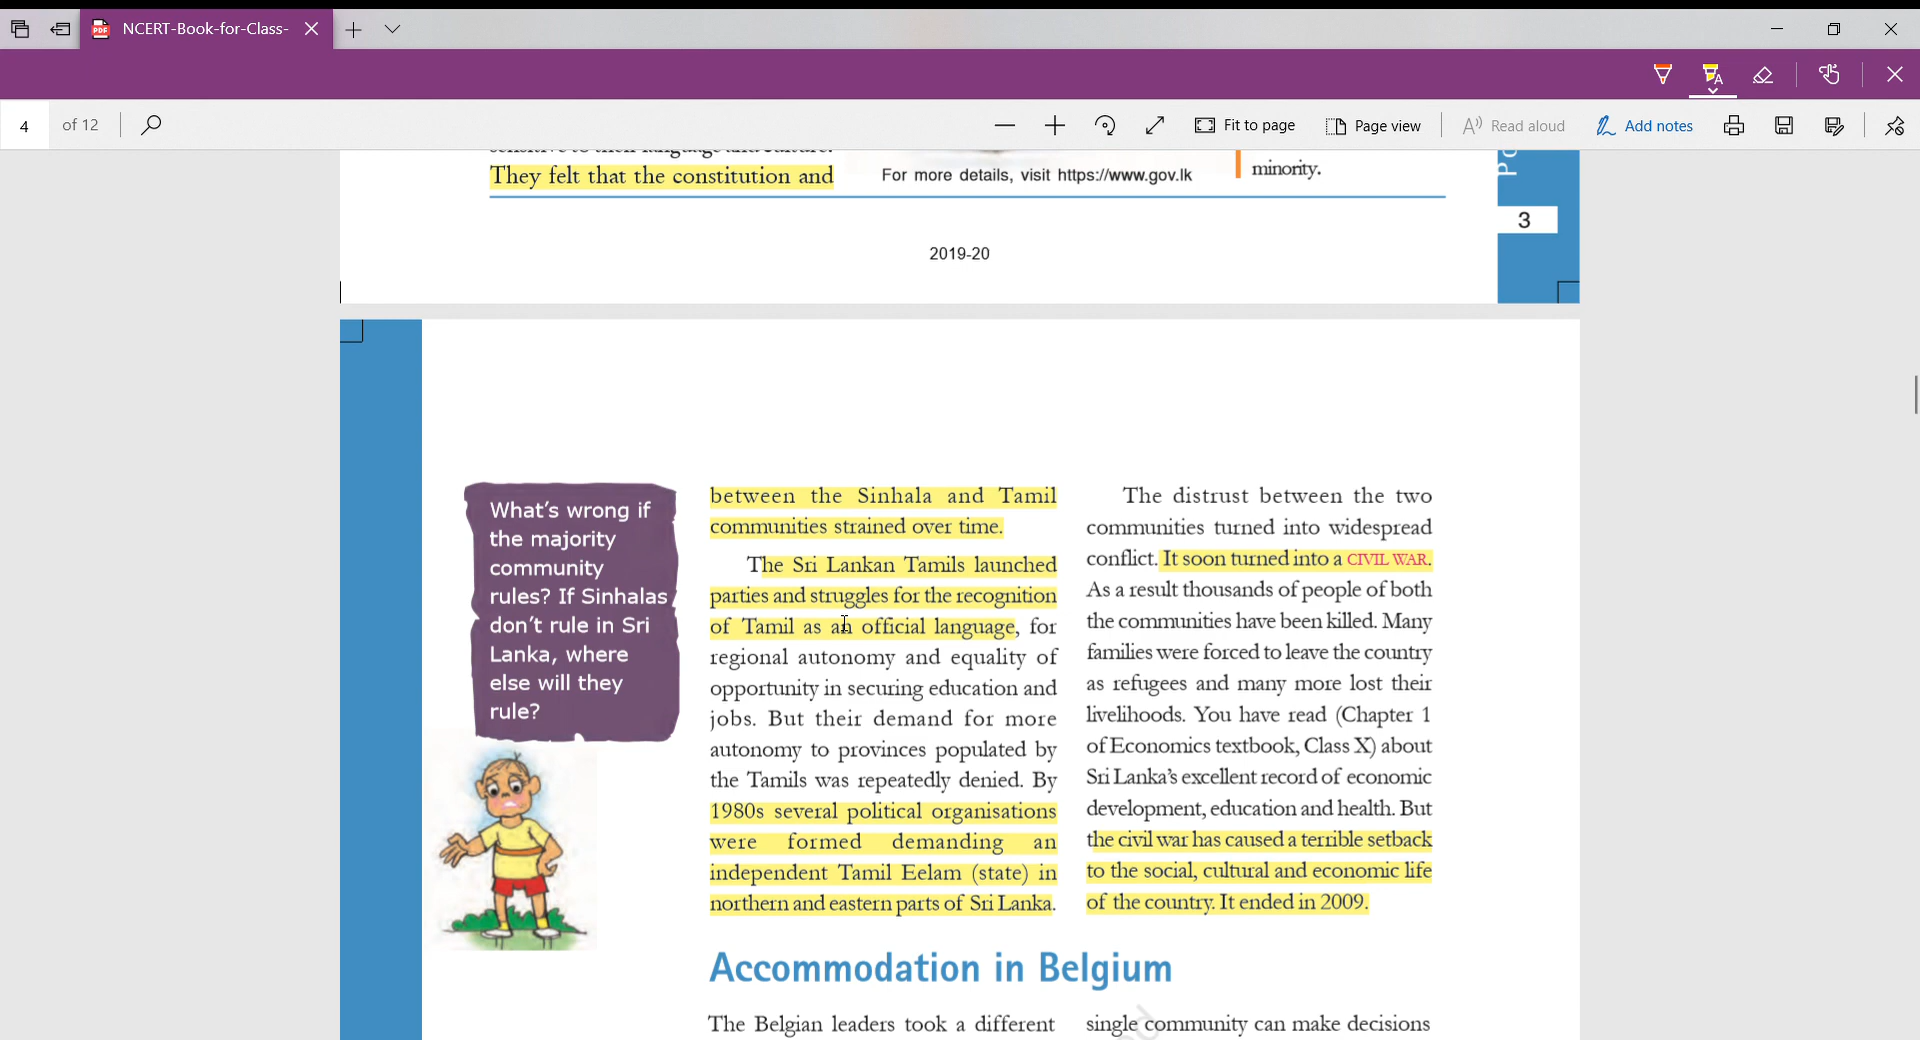 NCERT-Book-for-Class-
4 of 12
Fit to page
Page view
Read aloud
Add notes
They felt that the constitution and
For more details, visit https://www.gov.lk
minority.
Po
3
2019-20
What's wrong if
the majority
community
rules? If Sinhalas
don't rule in Sri
Lanka, where
else will they
rule?
between the Sinhala and Tamil
communities strained over time.
The Sri Lankan Tamils launched
parties and struggles for the recognition
of Tamil as an official language, for
regional autonomy and equality of
opportunity in securing education and
jobs. But their demand for more
autonomy to provinces populated by
the Tamils was repeatedly denied. By
1980s several political organisations
were formed demanding an
independent Tamil Eelam (state) in
northern and eastern parts of Sri Lanka.
The distrust between the two
communities turned into widespread
conflict. It soon turned into a CIVIL WAR.
As a result thousands of people of both
the communities have been killed. Many
families were forced to leave the country
as refugees and many more lost their
livelihoods. You have read (Chapter 1
of Economics textbook, Class X) about
Sri Lanka's excellent record of economic
development, education and health. But
the civil war has caused a terrible setback
to the social, cultural and economic life
of the country. It ended in 2009.
Accommodation in Belgium
The Belgian leaders took a different
single community can make decisions